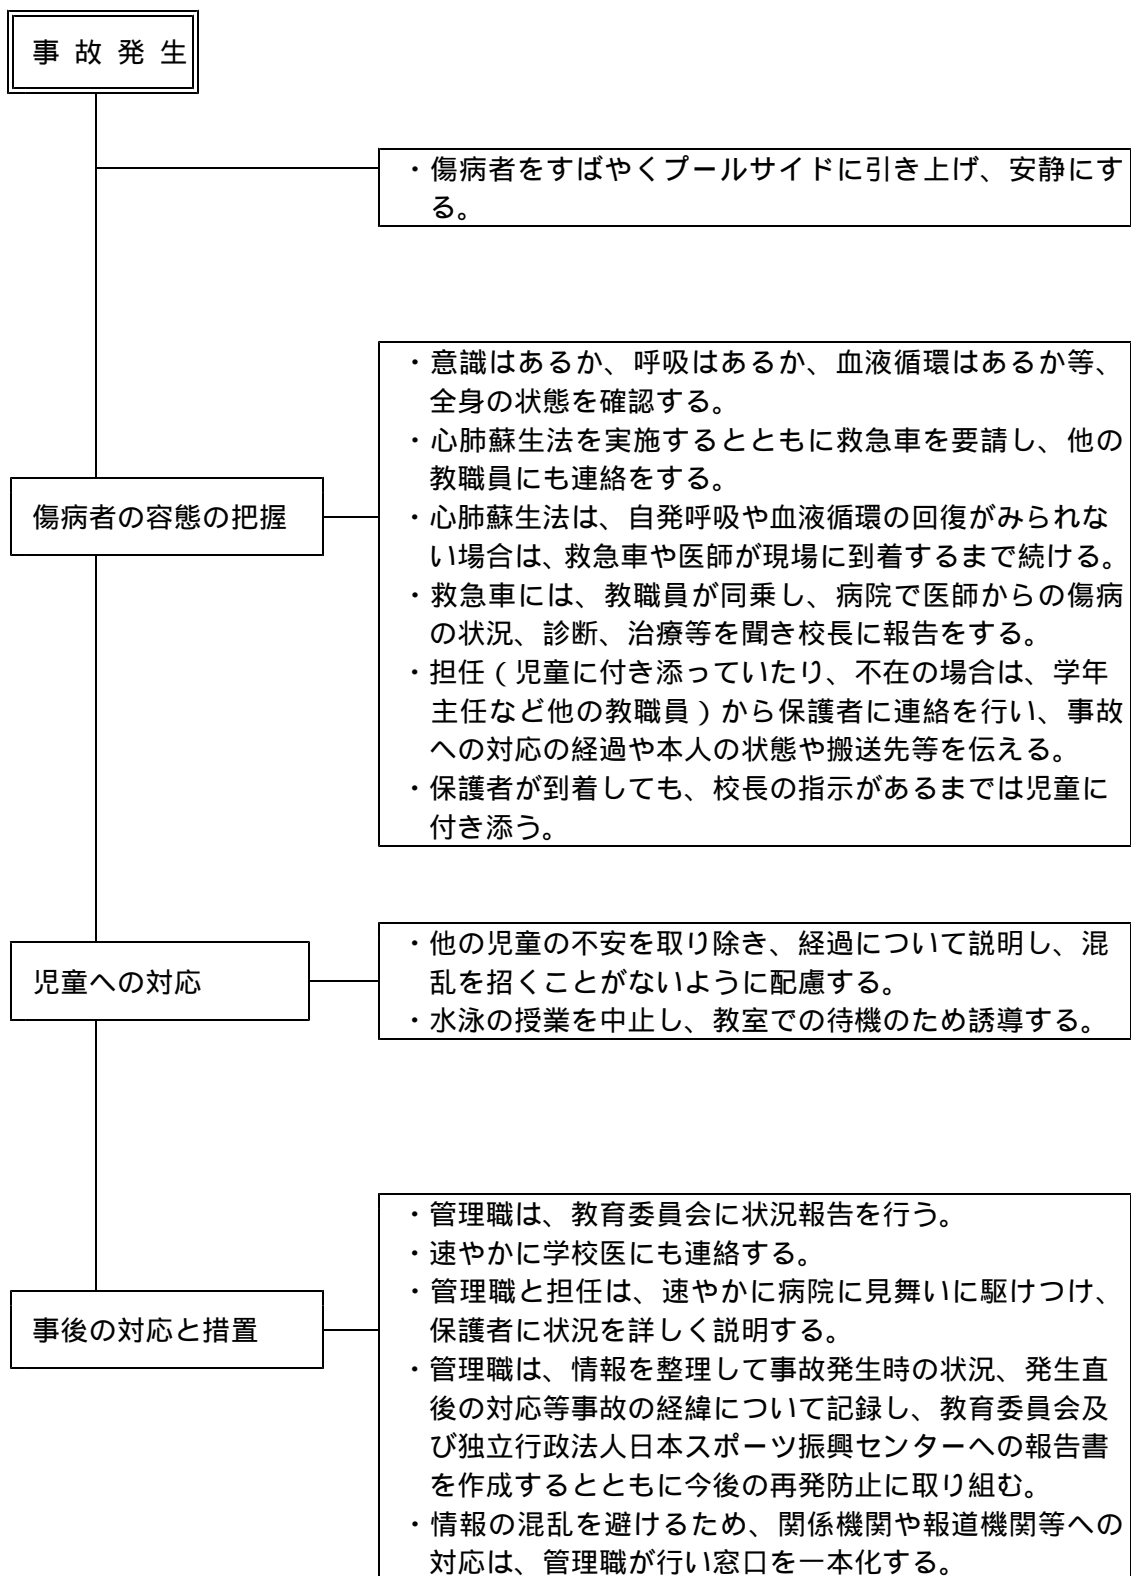 事故発生
・傷病者をすばやくプールサイドに引き上げ、安静にす
る。
・意識はあるか、呼吸はあるか、血液循環はあるか等、
全身の状態を確認する。
・心肺蘇生法を実施するとともに救急車を要請し、他の
教職員にも連絡をする。
傷病者の容態の把握
・心肺蘇生法は、自発呼吸や血液循環の回復がみられな
い場合は、救急車や医師が現場に到着するまで続ける。
・救急車には、教職員が同乗し、病院で医師からの傷病
の状況、診断、治療等を聞き校長に報告をする。
・担任（児童に付き添っていたり、不在の場合は、学年
主任など他の教職員）から保護者に連絡を行い、事故
への対応の経過や本人の状態や搬送先等を伝える。
・保護者が到着しても、校長の指示があるまでは児童に
付き添う。
児童への対応
・他の児童の不安を取り除き、経過について説明し、混
乱を招くことがないように配慮する。
・水泳の授業を中止し、教室での待機のため誘導する。
・管理職は、教育委員会に状況報告を行う。
・速やかに学校医にも連絡する。
・管理職と担任は、速やかに病院に見舞いに駆けつけ、
保護者に状況を詳しく説明する。
事後の対応と措置
・管理職は、情報を整理して事故発生時の状況、発生直
後の対応等事故の経緯について記録し、教育委員会及
び独立行政法人日本スポーツ振興センターへの報告書
を作成するとともに今後の再発防止に取り組む。
・情報の混乱を避けるため、関係機関や報道機関等への
対応は、管理職が行い窓口を一本化する。